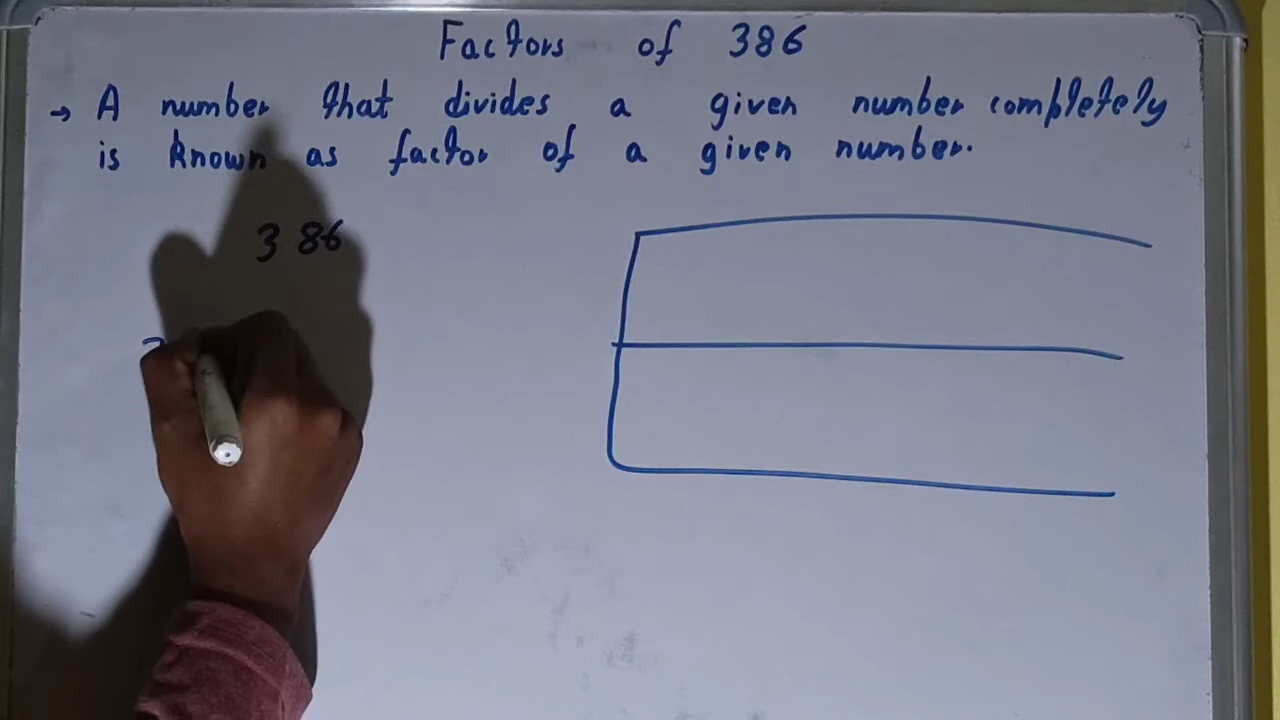 Factors of 386
→ A number that divides a given number completely
is known as factor of a given number.
386